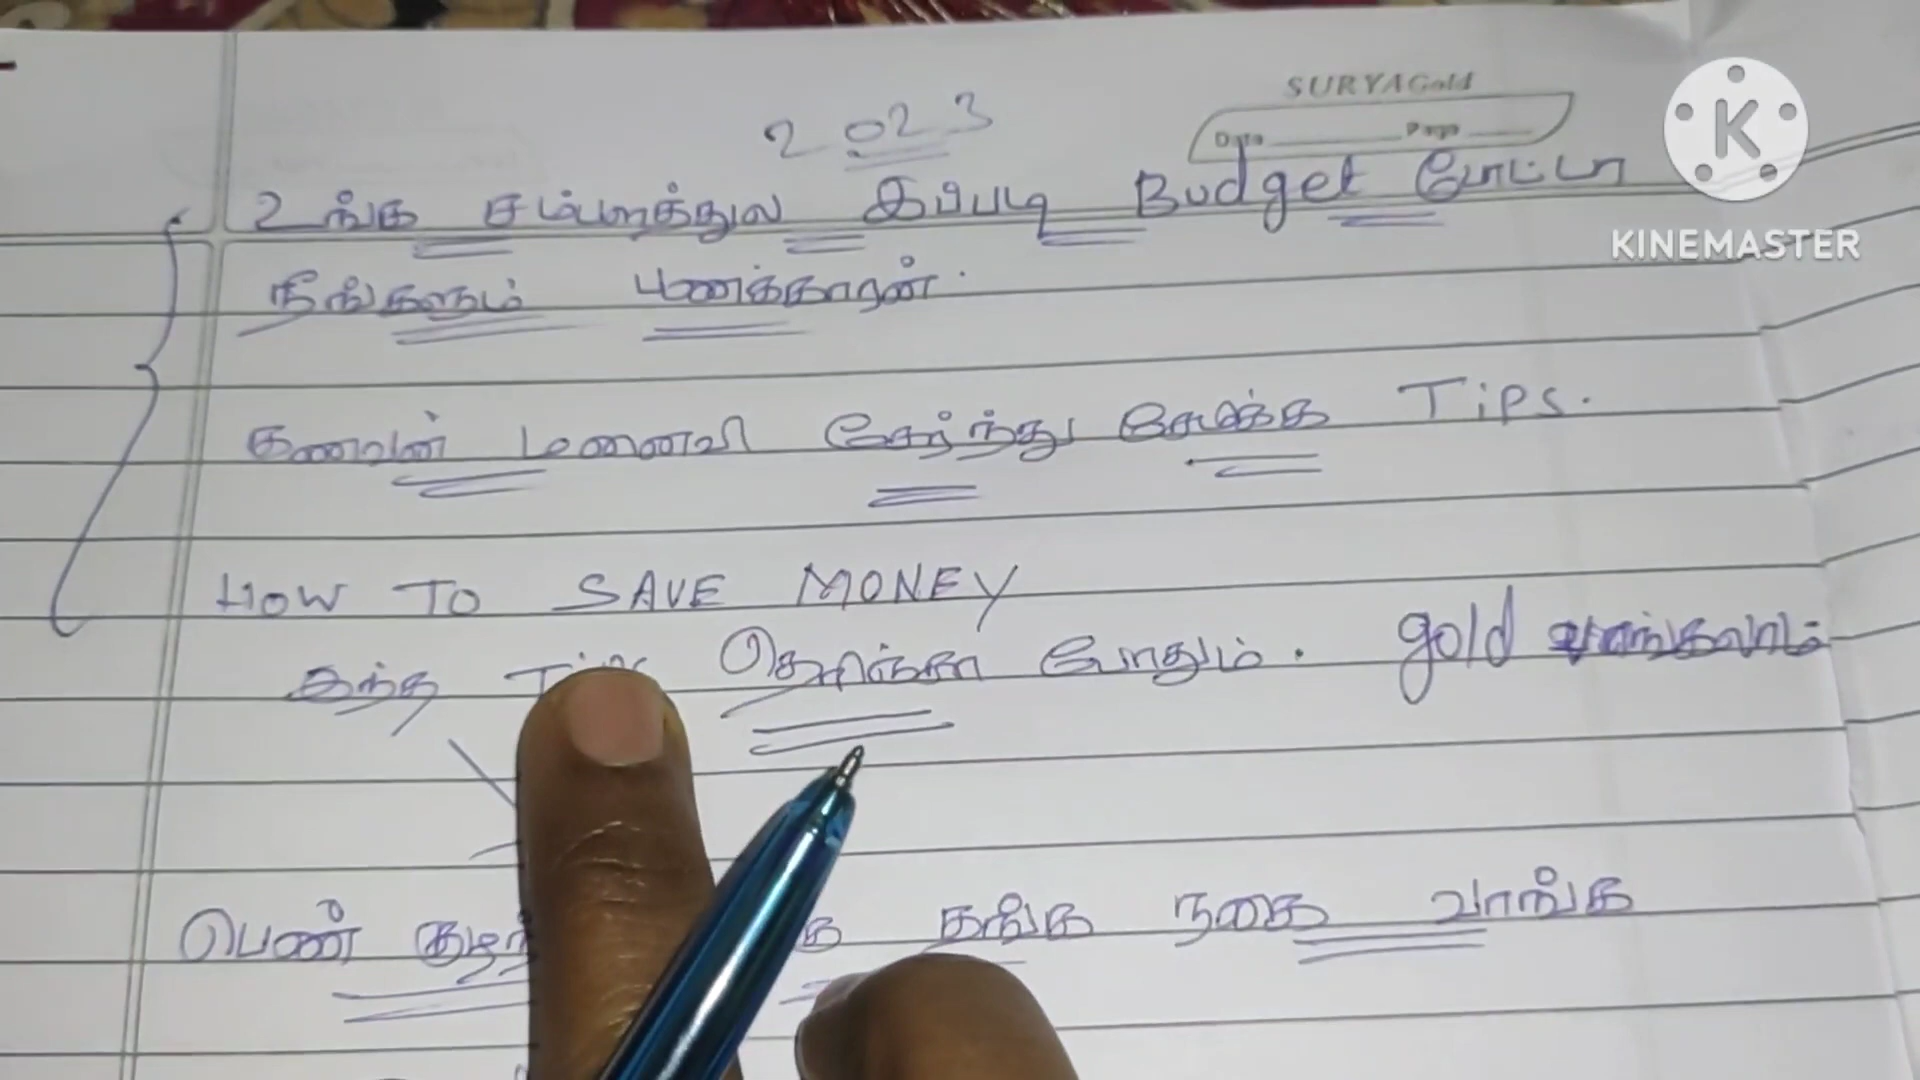 SURYAGold
Date Page
2023
உங்க சம்பளத்துல இப்படி Budget போட்டா
நீங்களும் பணக்காரன்.
கணவன் மனைவி சேர்ந்து சேமிக்க Tips.
HOW TO SAVE MONEY
இந்த தெரிஞ்சா போதும். gold வாங்கலாம்
பெண் தங்க நகை வாங்க
KINEMASTER